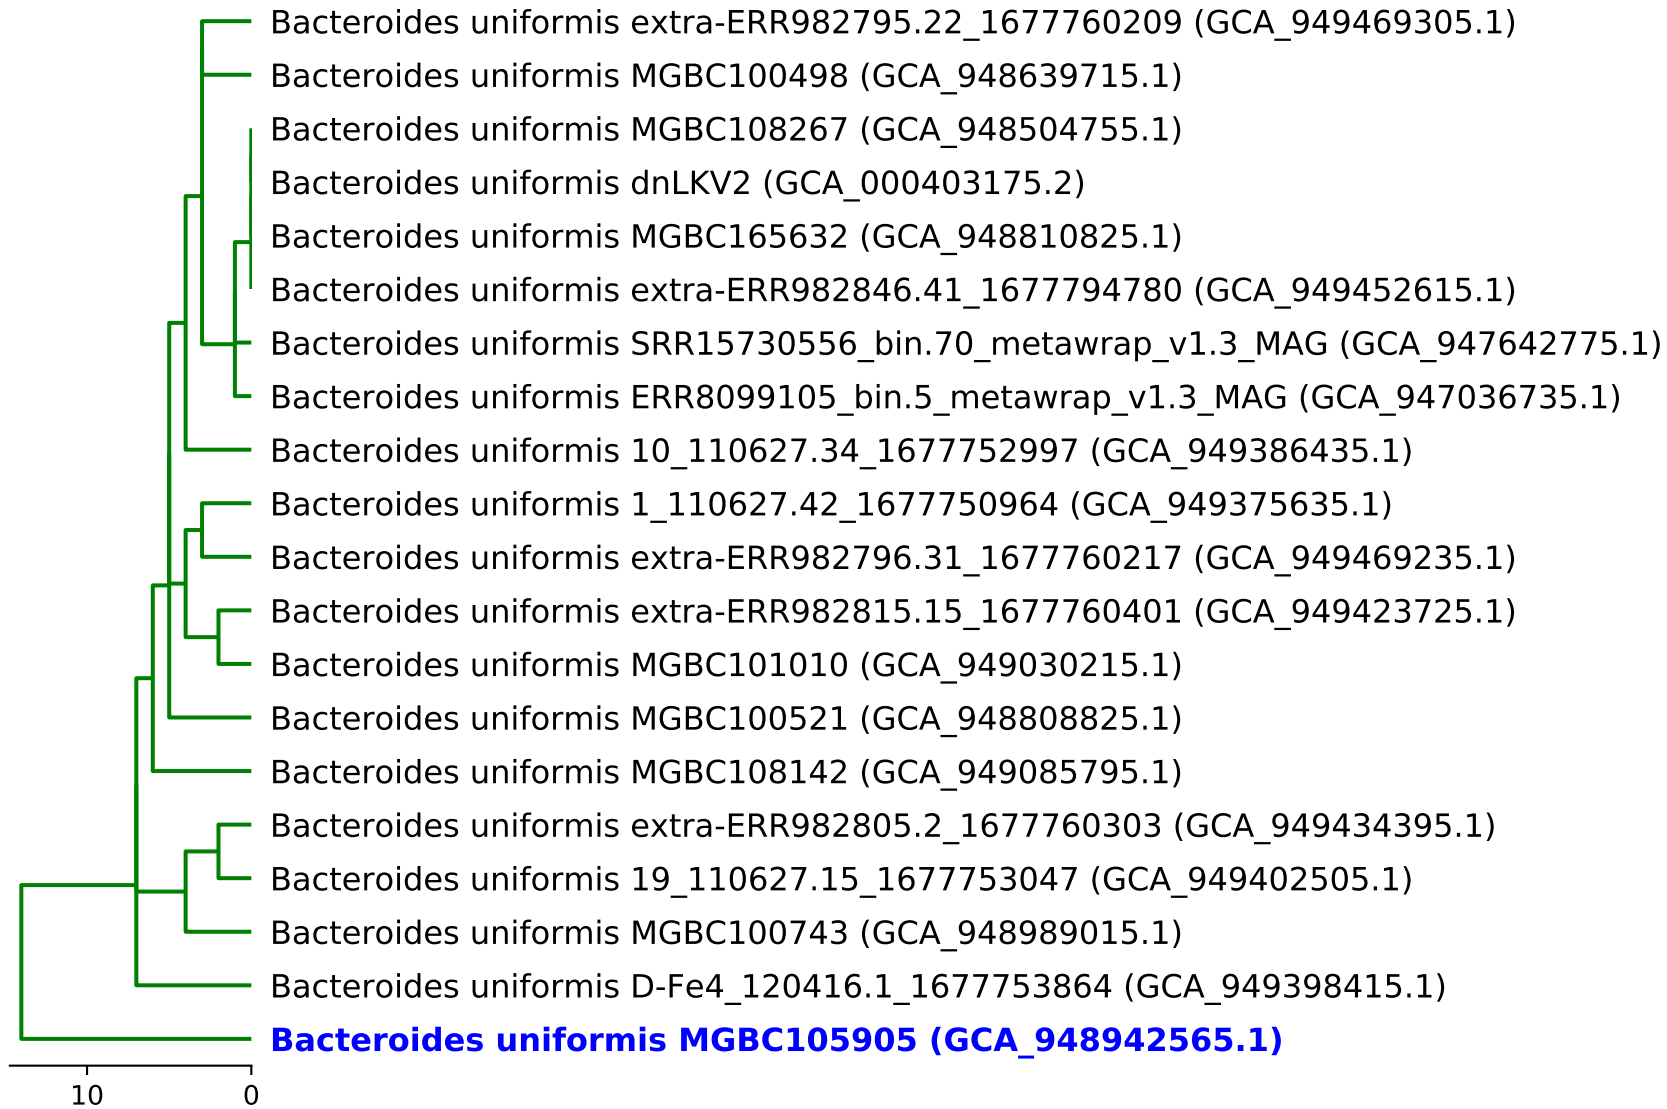 Bacteroides uniformis extra-ERR982795.22_1677760209 (GCA_949469305.1)
Bacteroides uniformis MGBC100498 (GCA_948639715.1)
Bacteroides uniformis MGBC108267 (GCA_948504755.1)
Bacteroides uniformis dnLKV2 (GCA_000403175.2)
Bacteroides uniformis MGBC165632 (GCA_948810825.1)
Bacteroides uniformis extra-ERR982846.41_1677794780 (GCA_949452615.1)
Bacteroides uniformis SRR15730556_bin.70_metawrap_v1.3_MAG (GCA_947642775.1)
Bacteroides uniformis ERR8099105_bin.5_metawrap_v1.3_MAG (GCA_947036735.1)
Bacteroides uniformis 10_110627.34_1677752997 (GCA_949386435.1)
Bacteroides uniformis 1_110627.42_1677750964 (GCA_949375635.1)
Bacteroides uniformis extra-ERR982796.31_1677760217 (GCA_949469235.1)
Bacteroides uniformis extra-ERR982815.15_1677760401 (GCA_949423725.1)
Bacteroides uniformis MGBC101010 (GCA_949030215.1)
Bacteroides uniformis MGBC100521 (GCA_948808825.1)
Bacteroides uniformis MGBC108142 (GCA_949085795.1)
Bacteroides uniformis extra-ERR982805.2_1677760303 (GCA_949434395.1)
Bacteroides uniformis 19_110627.15_1677753047 (GCA_949402505.1)
Bacteroides uniformis MGBC100743 (GCA_948989015.1)
Bacteroides uniformis D-Fe4_120416.1_1677753864 (GCA_949398415.1)
Bacteroides uniformis MGBC105905 (GCA_948942565.1)
10 0